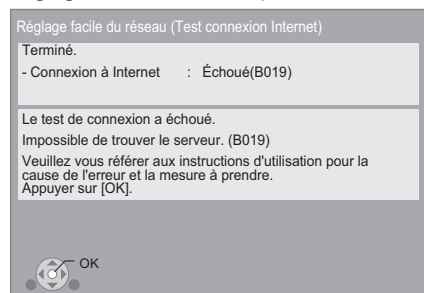 Réglage facile du réseau (Test connexion Internet)
Terminé.
- Connexion à Internet : Échoué(B019)
Le test de connexion a échoué.
Impossible de trouver le serveur. (B019)
Veuillez vous référer aux instructions d'utilisation pour la
cause de l'erreur et la mesure à prendre.
Appuyer sur [OK].
OK